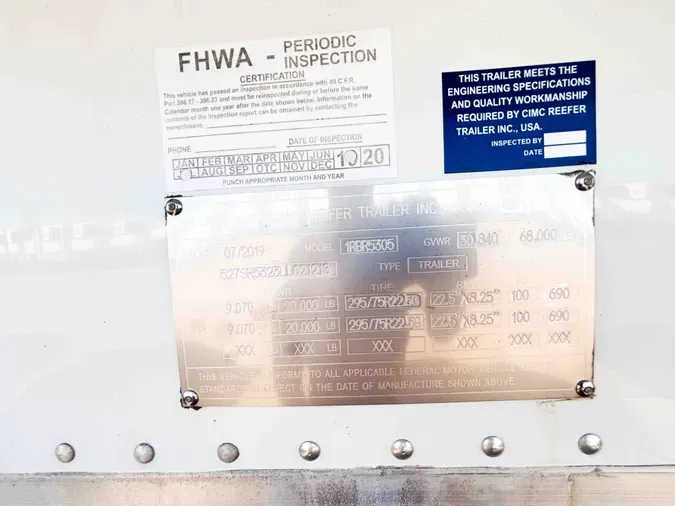 FHWA - PERIODIC INSPECTION
CERTIFICATION
This vehicle has passed an inspection in accordance with 49 C.F.R.
Part 396.17 - 396.23 and must be reinspected during or before the same
Calendar month one year after the date shown below. Information on the
contents of the inspection report can be obtained by contacting the
PHONE
DATE OF INSPECTION
JAN FEB MAR APR MAY JUN
AUG SEP OTC NOV DEC 20
PUNCH APPROPRIATE MONTH AND YEAR
THIS TRAILER MEETS THE
ENGINEERING SPECIFICATIONS
AND QUALITY WORKMANSHIP
REQUIRED BY CIMC REEFER
TRAILER INC., USA.
INSPECTED BY
DATE
REEFER TRAILER INC.
07/2019 MODEL 1RBR5305 GVWR 30,840 68,000
TYPE TRAILER
TIRE
9,070 20,000 LB 295/75R22.5G 22.5"X8.25" 100 690
9,070 20,000 LB 295/75R22.5G 22.5"X8.25" 100 690
XXX XXX LB XXX XXX XXX XXX
THIS VEHICLE CONFORMS TO ALL APPLICABLE FEDERAL MOTOR VEHICLE
STANDARDS IN EFFECT ON THE DATE OF MANUFACTURE SHOWN ABOVE.